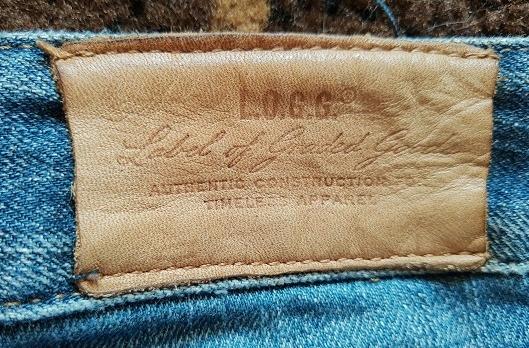 L.O.G.G.®
Label of Graded Goods
AUTHENTIC CONSTRUCTION
TIMELESS APPAREL